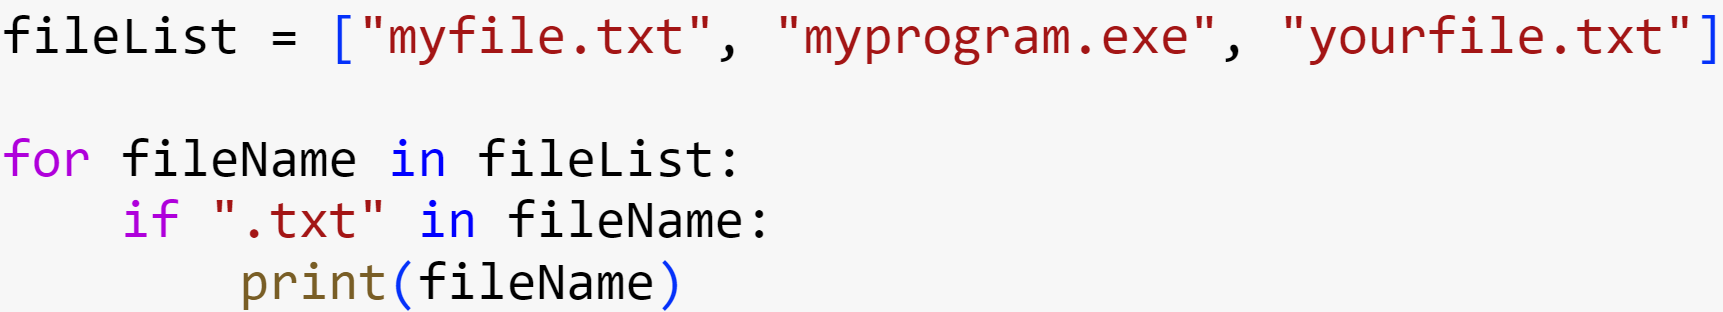 fileList = ["myfile.txt", "myprogram.exe", "yourfile.txt"]

for fileName in fileList:
    if ".txt" in fileName:
        print(fileName)